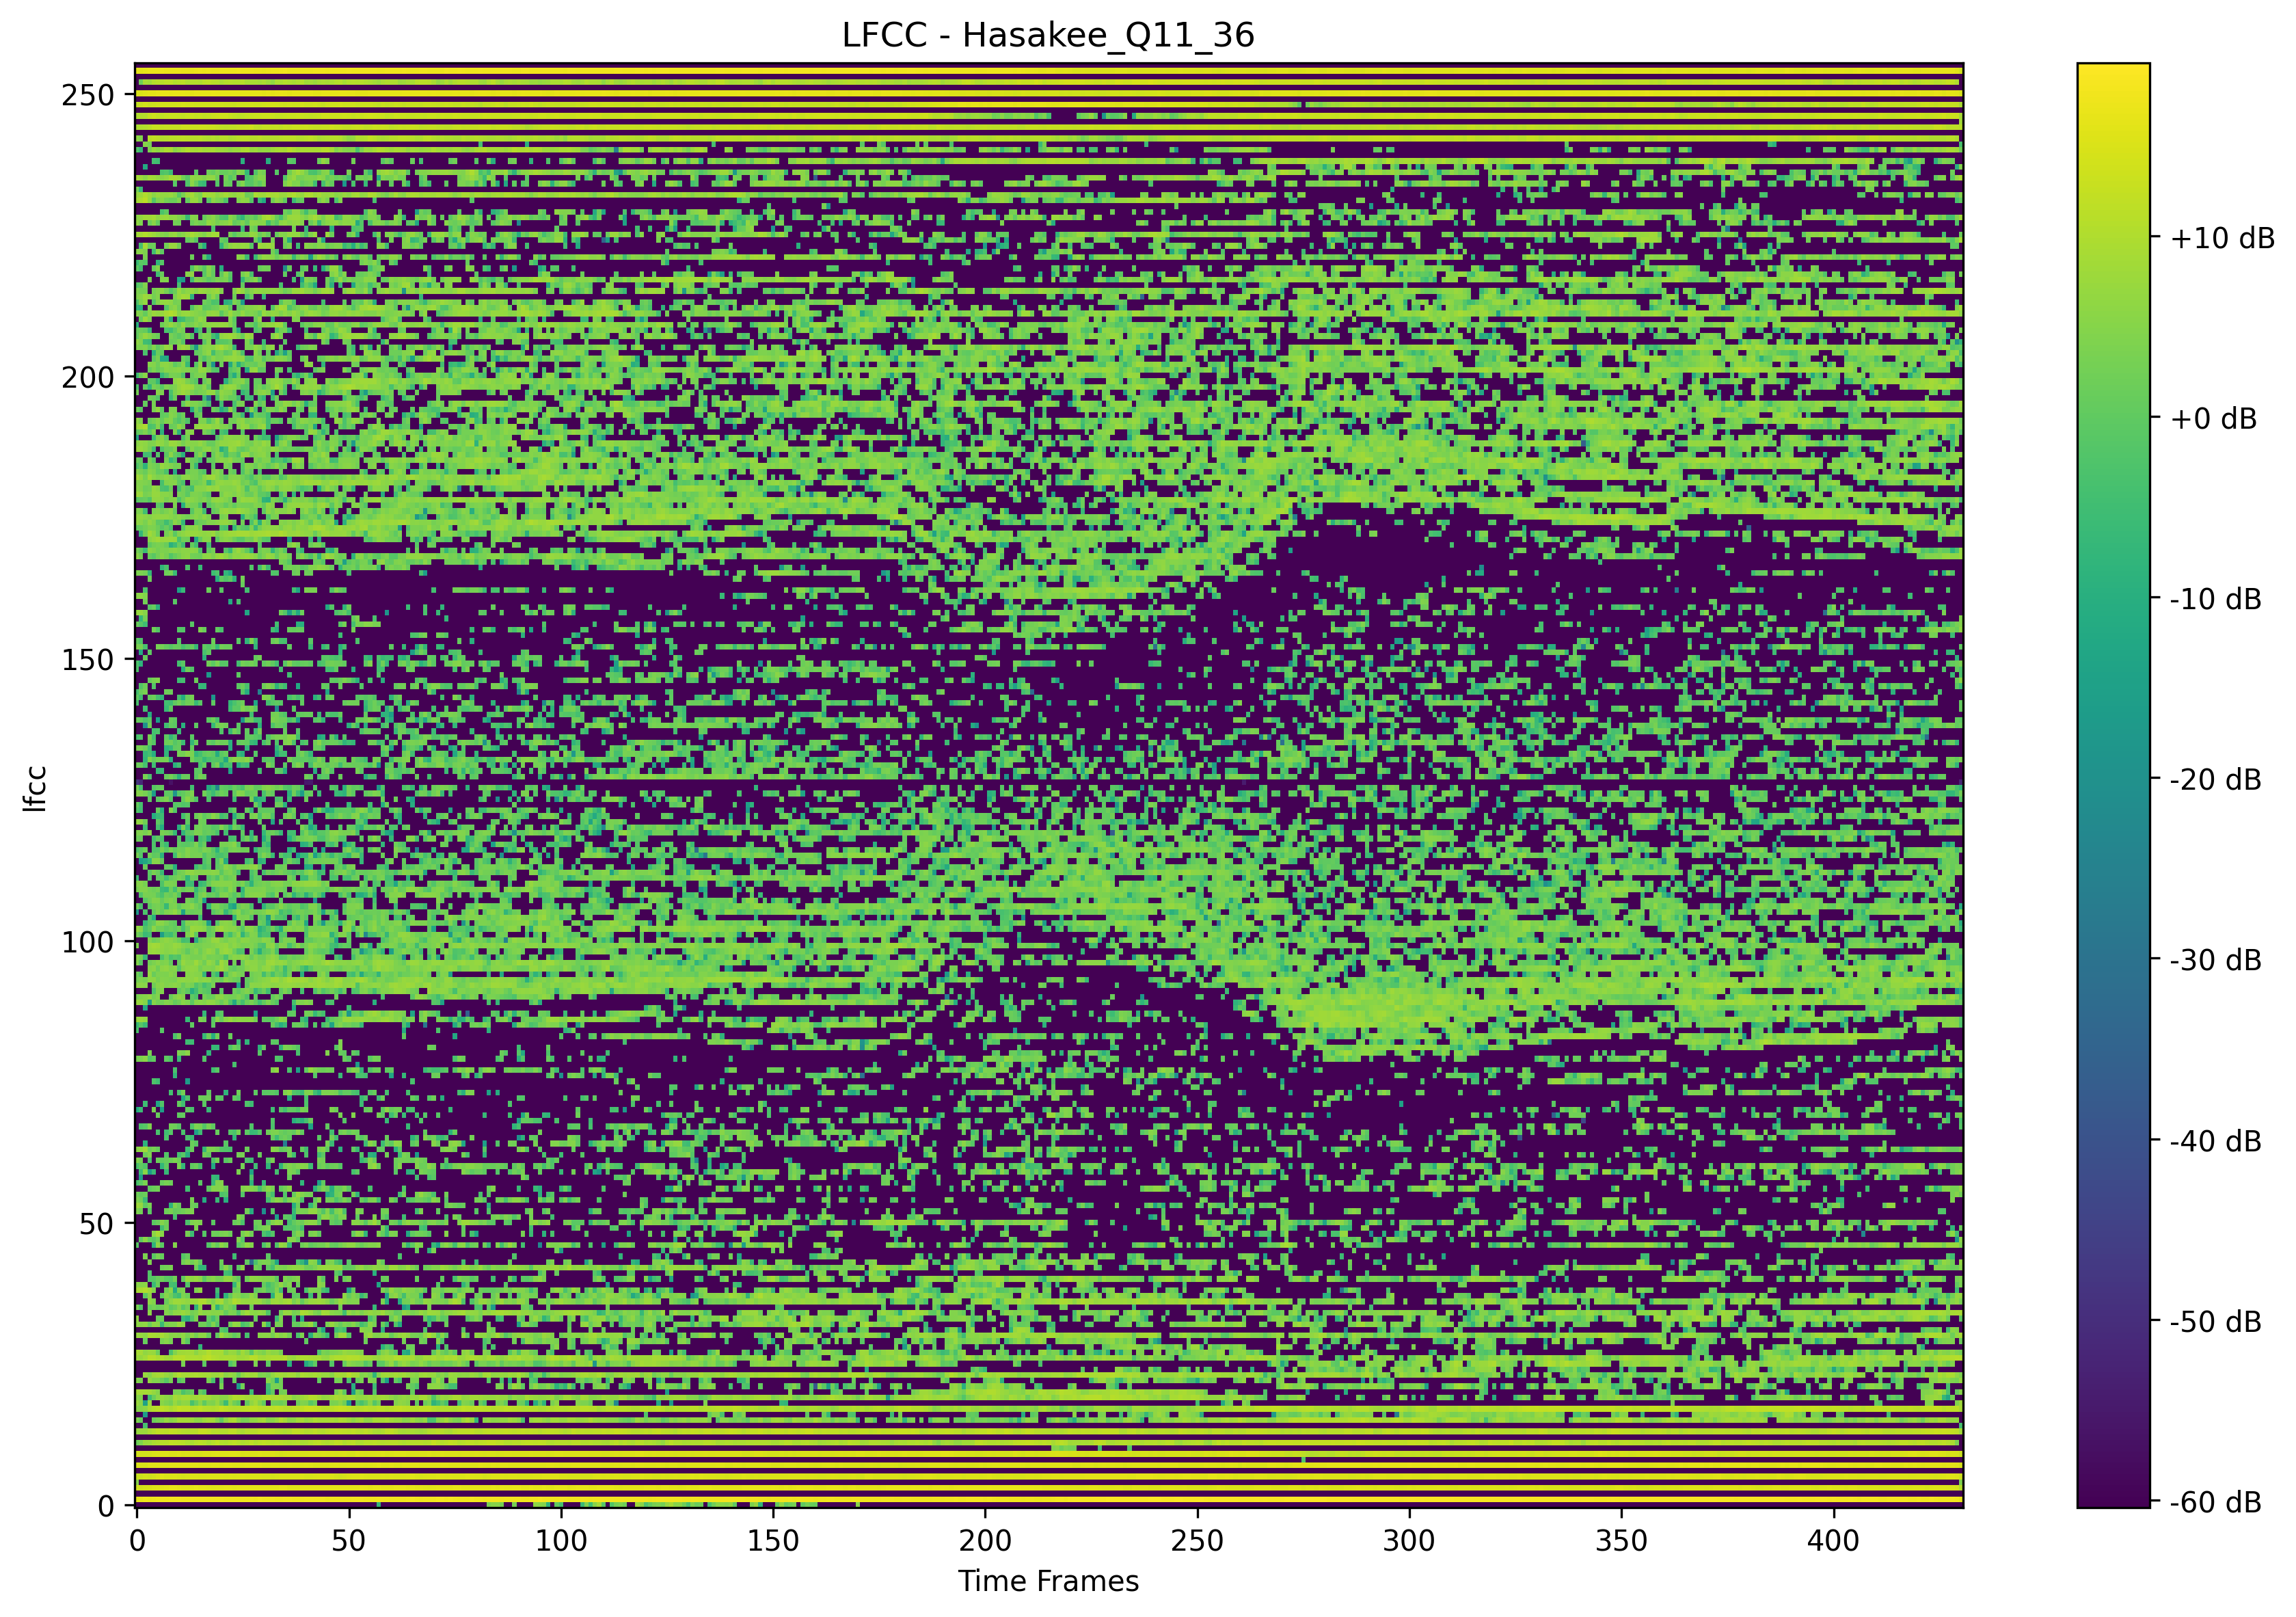 LFCC - Hasakee_Q11_36
250
200
150
100
50
0
lfcc
0 50 100 150 200 250 300 350 400
Time Frames
+10 dB
+0 dB
-10 dB
-20 dB
-30 dB
-40 dB
-50 dB
-60 dB